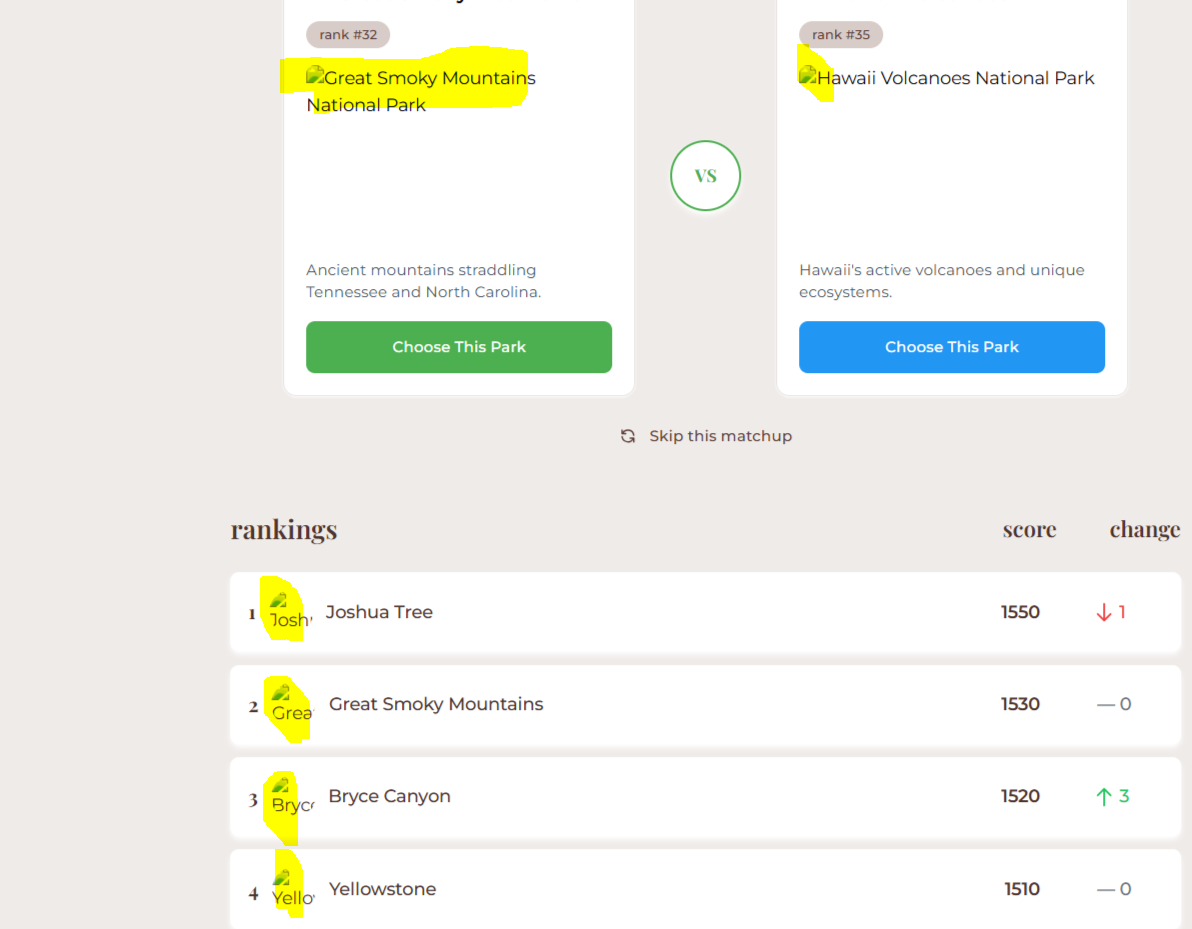 rank #32
Great Smoky Mountains
National Park
Ancient mountains straddling
Tennessee and North Carolina.
Choose This Park
VS
rank #35
Hawaii Volcanoes National Park
Hawaii's active volcanoes and unique
ecosystems.
Choose This Park
Skip this matchup
rankings score change
1 Josh Joshua Tree 1550 1
2 Grea Great Smoky Mountains 1530 — 0
3 Bryce Bryce Canyon 1520 3
4 Yello Yellowstone 1510 — 0